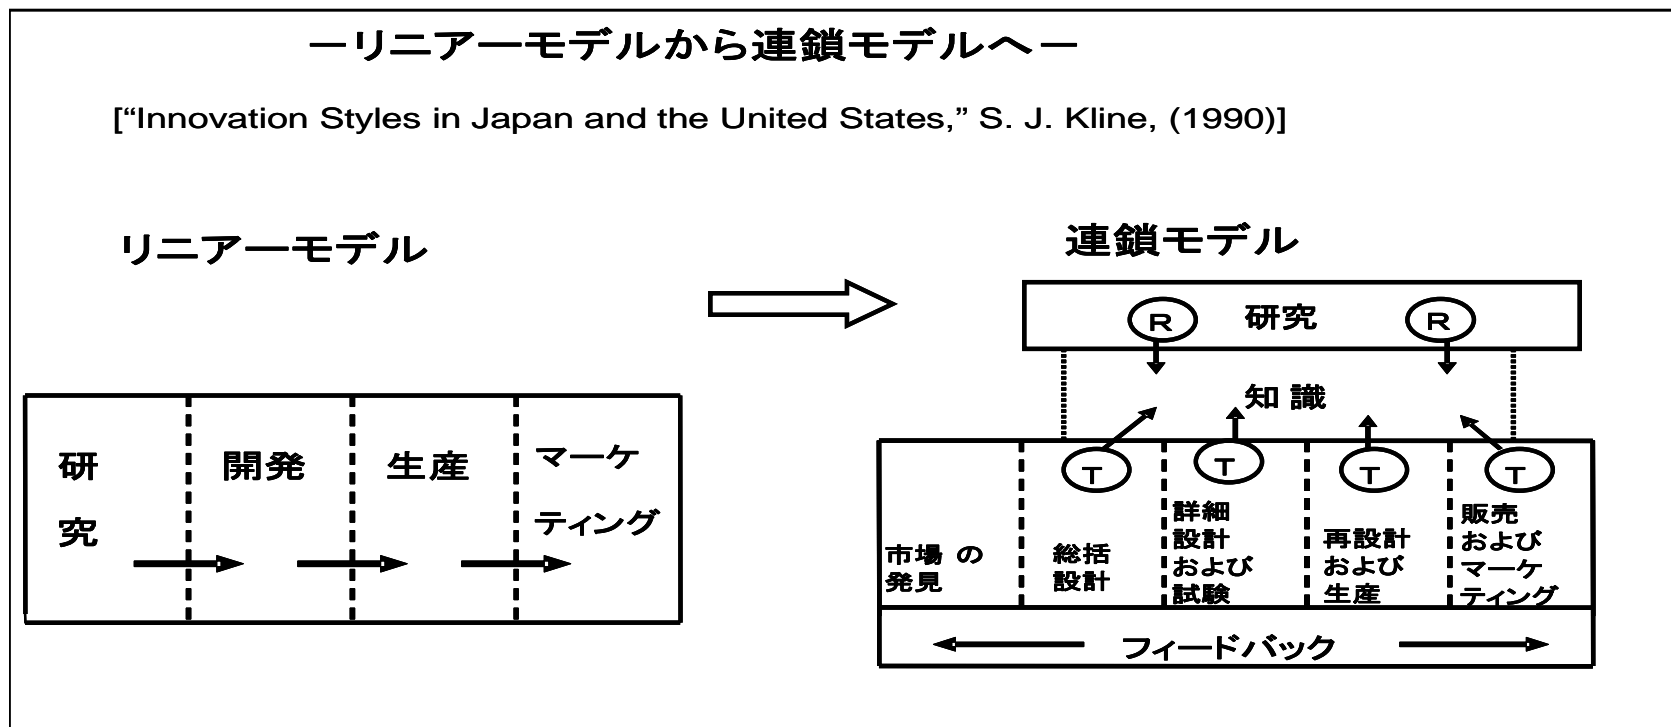 －リニアーモデルから連鎖モデルへ－
[“Innovation Styles in Japan and the United States,” S. J. Kline, (1990)]
リニアーモデル
研
究
開発
生産
マーケ
ティング
連鎖モデル
R 研究 R
知 識
T T T T
市場 の
発見
総括
設計
詳細
設計
および
試験
再設計
および
生産
販売
および
マーケ
ティング
フィードバック